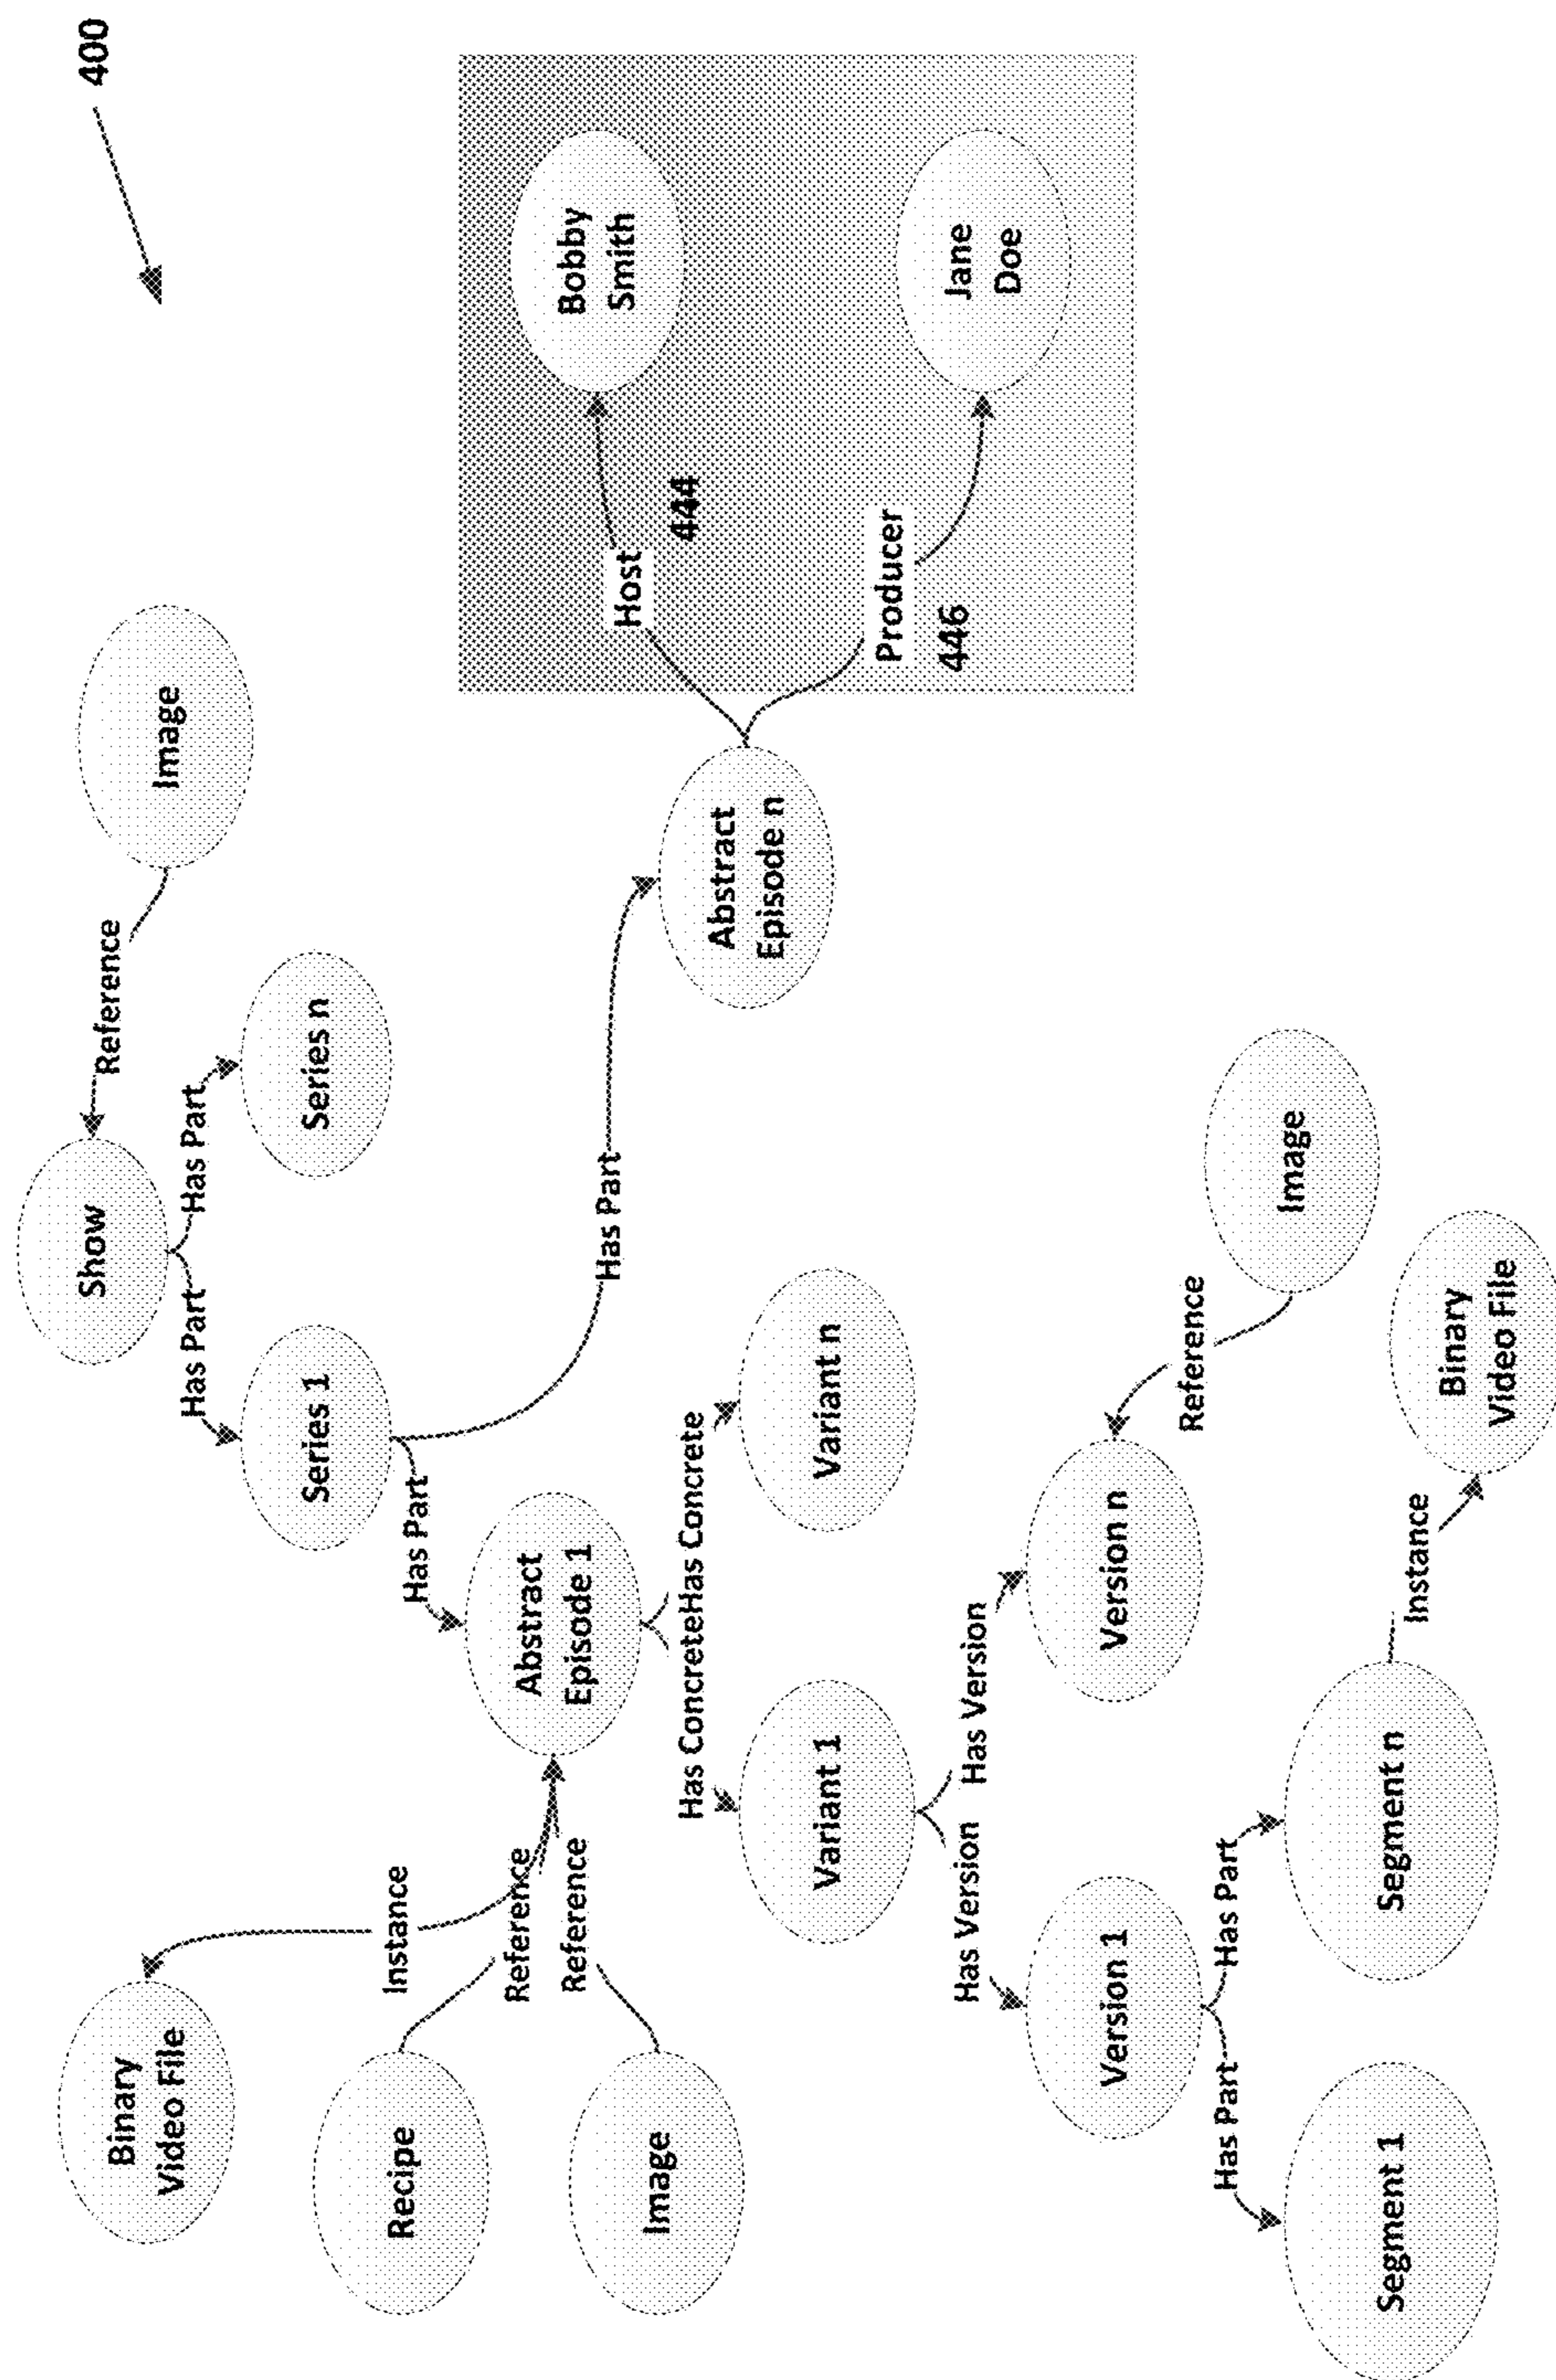 400
Show
Reference
Image
Has Part
Has Part
Series 1
Series n
Binary
Video File
Instance
Recipe
Reference
Image
Reference
Has Part
Abstract
Episode 1
Has Part
Abstract
Episode n
Host
444
Bobby
Smith
Producer
446
Jane
Doe
Has Concrete
Has Concrete
Variant 1
Variant n
Has Version
Has Version
Version 1
Version n
Reference
Image
Has Part
Has Part
Segment 1
Segment n
Instance
Binary
Video File